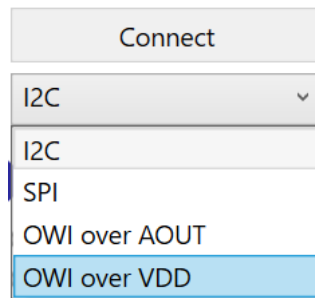 Connect
I2C
I2C
SPI
OWI over AOUT
OWI over VDD